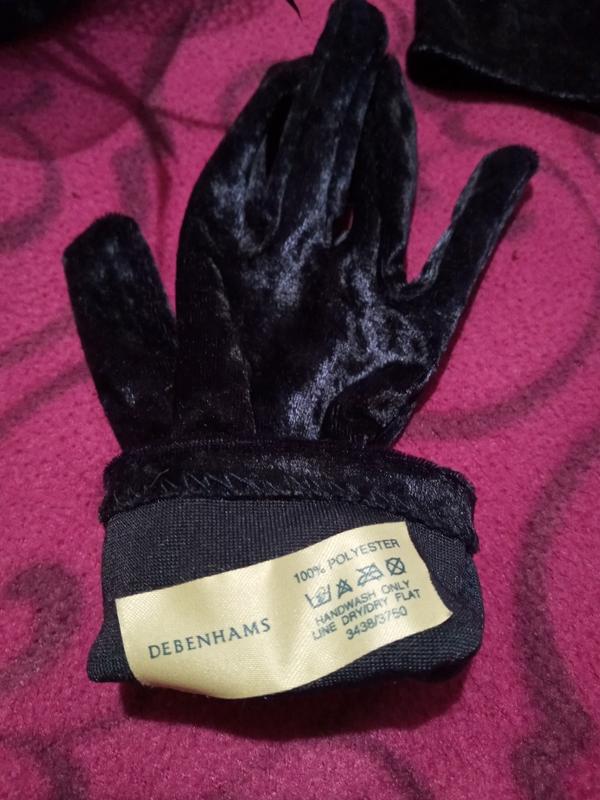 DEBENHAMS
100% POLYESTER
HANDWASH ONLY
LINE DRY/DRY FLAT
3438/3750